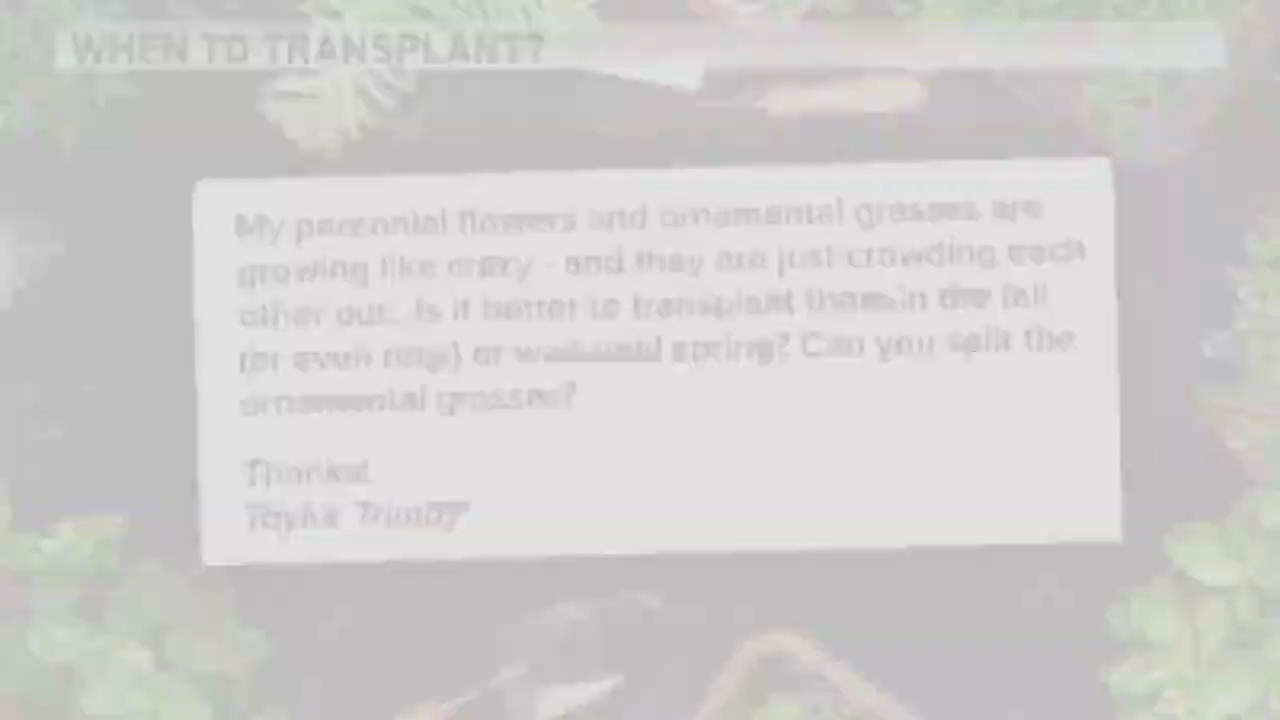 WHEN TO TRANSPLANT?
My perennial flowers and ornamental grasses are
growing like crazy - and they are just crowding each
other out. Is it better to transplant them in the fall
(or even now) or wait until spring? Can you split the
ornamental grasses?
Thanks!